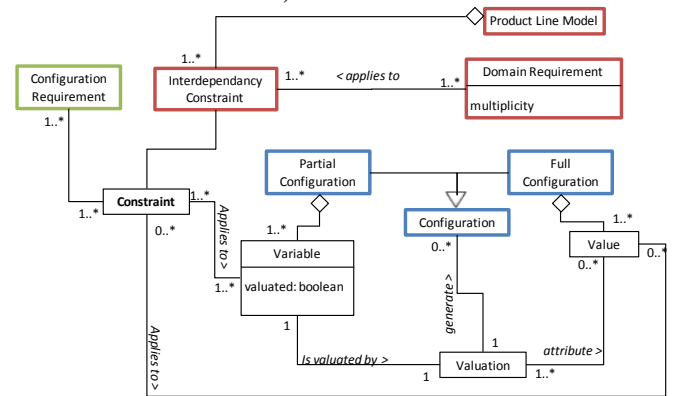 Product Line Model
1..*
Configuration
Requirement
Interdependancy
Constraint
1..*
< applies to
1..*
Domain Requirement
multiplicity
1..*
Partial
Configuration
Full
Configuration
1..*
Constraint
1..*
0..*
Applies to >
1..*
1..*
Variable
valuated: boolean
Configuration
0..*
1..*
Value
0..*
0..*
generate >
1
Is valuated by >
1
1
Valuation
attribute >
1..*
Applies to >